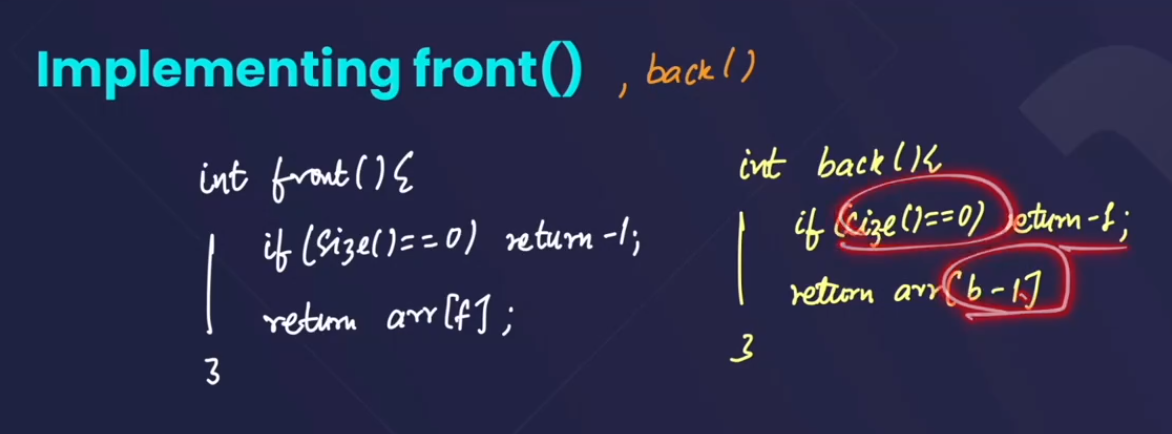 Implementing front() , back()
int front(){
if (size()==0) return -1;
return arr[f];
}
int back(){
if (size()==0) return -1;
return arr[b-1]
}